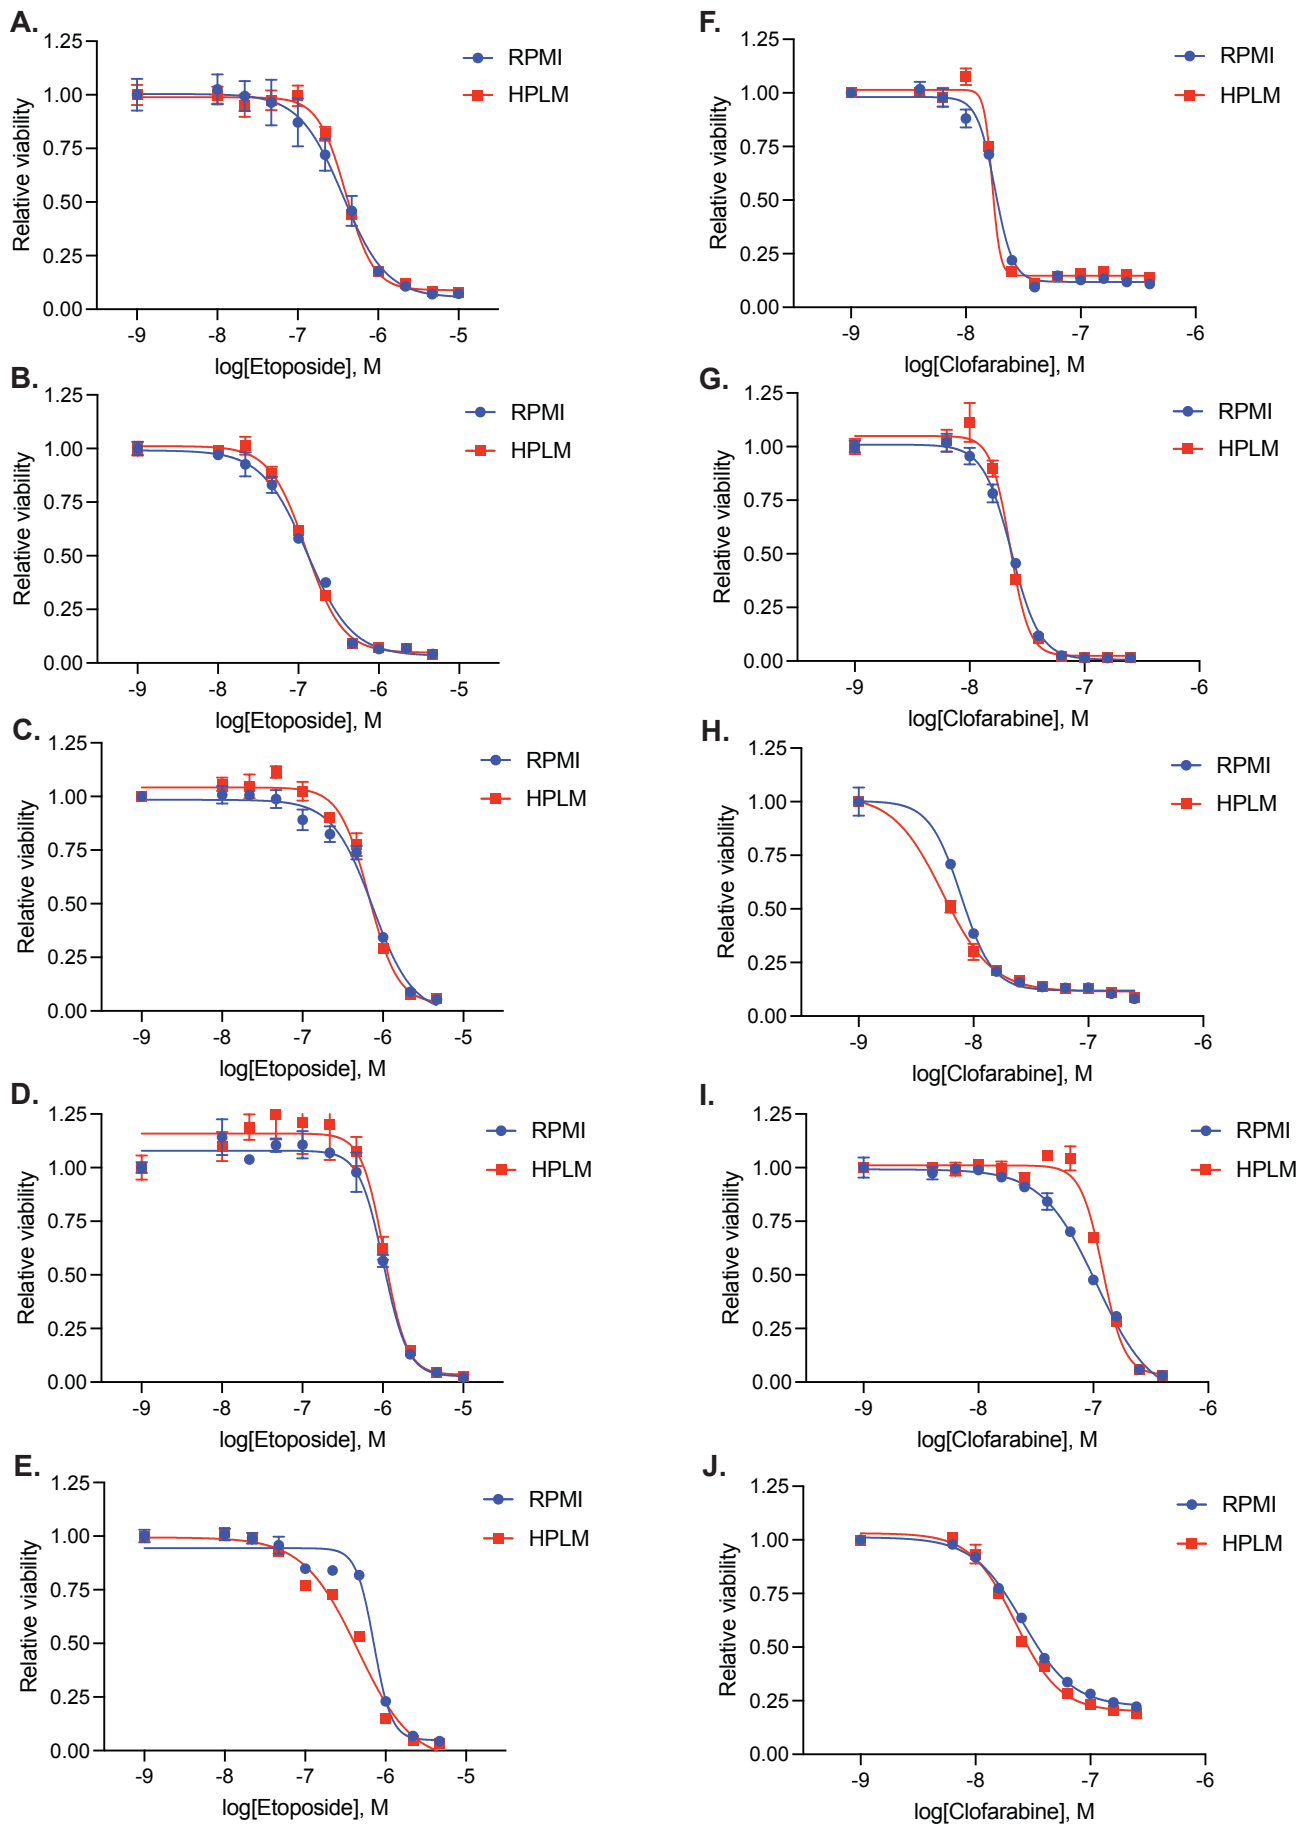 A.
1.25
1.00
0.75
0.50
0.25
0.00
Relative viability
-9 -8 -7 -6 -5
log[Etoposide], M
RPMI
HPLM
F.
1.25
1.00
0.75
0.50
0.25
0.00
Relative viability
-9 -8 -7 -6
log[Clofarabine], M
RPMI
HPLM
B.
1.25
1.00
0.75
0.50
0.25
0.00
Relative viability
-9 -8 -7 -6 -5
log[Etoposide], M
RPMI
HPLM
G.
1.25
1.00
0.75
0.50
0.25
0.00
Relative viability
-9 -8 -7 -6
log[Clofarabine], M
RPMI
HPLM
C.
1.25
1.00
0.75
0.50
0.25
0.00
Relative viability
-9 -8 -7 -6 -5
log[Etoposide], M
RPMI
HPLM
H.
1.25
1.00
0.75
0.50
0.25
0.00
Relative viability
-9 -8 -7 -6
log[Clofarabine], M
RPMI
HPLM
D.
1.25
1.00
0.75
0.50
0.25
0.00
Relative viability
-9 -8 -7 -6 -5
log[Etoposide], M
RPMI
HPLM
I.
1.25
1.00
0.75
0.50
0.25
0.00
Relative viability
-9 -8 -7 -6
log[Clofarabine], M
RPMI
HPLM
E.
1.25
1.00
0.75
0.50
0.25
0.00
Relative viability
-9 -8 -7 -6 -5
log[Etoposide], M
RPMI
HPLM
J.
1.25
1.00
0.75
0.50
0.25
0.00
Relative viability
-9 -8 -7 -6
log[Clofarabine], M
RPMI
HPLM